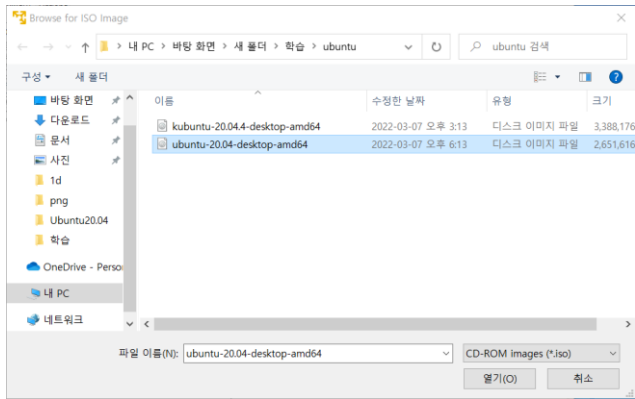 Browse for ISO Image
내 PC > 바탕 화면 > 새 폴더 > 학습 > ubuntu
ubuntu 검색
구성 새 폴더
바탕 화면
다운로드
문서
사진
1d
png
Ubuntu20.04
학습
OneDrive - Perso
내 PC
네트워크
이름 수정한 날짜 유형 크기
kubuntu-20.04.4-desktop-amd64 2022-03-07 오후 3:13 디스크 이미지 파일 3,388,176
ubuntu-20.04-desktop-amd64 2022-03-07 오후 6:13 디스크 이미지 파일 2,651,616
파일 이름(N): ubuntu-20.04-desktop-amd64 CD-ROM images (*.iso)
열기(O) 취소